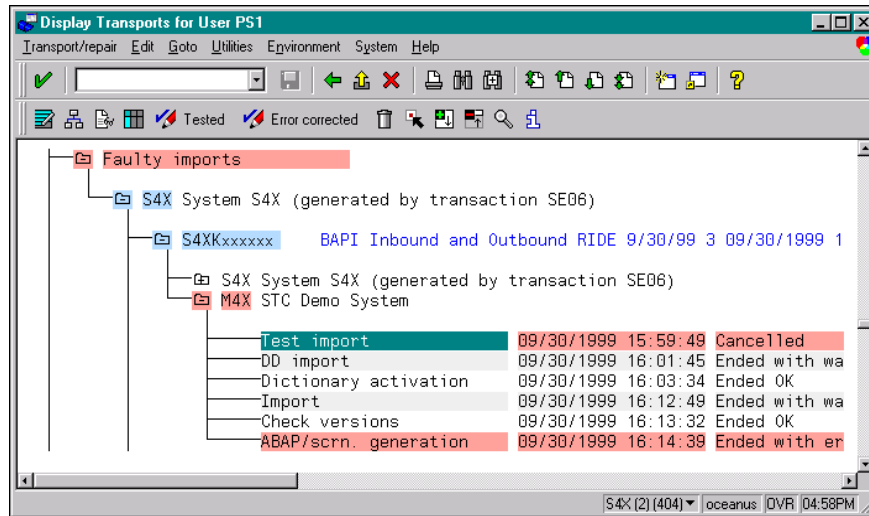 Display Transports for User PS1
Transport/repair Edit Goto Utilities Environment System Help
Tested Error corrected
Faulty imports
S4X System S4X (generated by transaction SE06)
S4XKxxxxxx BAPI Inbound and Outbound RIDE 9/30/99 3 09/30/1999 1
S4X System S4X (generated by transaction SE06)
M4X STC Demo System
Test import 09/30/1999 15:59:49 Cancelled
DD import 09/30/1999 16:01:45 Ended with wa
Dictionary activation 09/30/1999 16:03:34 Ended OK
Import 09/30/1999 16:12:49 Ended with wa
Check versions 09/30/1999 16:13:32 Ended OK
ABAP/scrn. generation 09/30/1999 16:14:39 Ended with er
S4X (2) (404) oceanus OVR 04:58PM